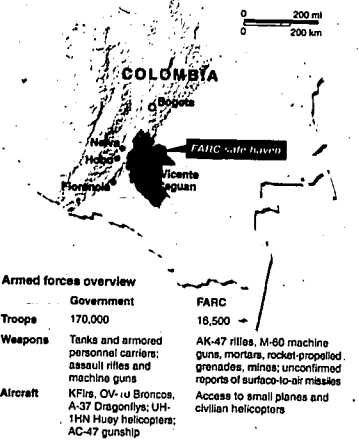 0 200 mi
0 200 km
COLOMBIA
Bogota
Neiva
Hobo
FARC safe haven
Florencia
Vicente
Caguan
Armed forces overview
Government FARC
Troops 170,000 16,500
Weapons Tanks and armored personnel carriers; assault rifles and machine guns
AK-47 rifles, M-60 machine guns, mortars, rocket-propelled grenades, mines; unconfirmed reports of surface-to-air missiles
Aircraft KFirs, OV-10 Broncos, A-37 Dragonflys; UH-1HN Huey helicopters; AC-47 gunship
Access to small planes and civilian helicopters